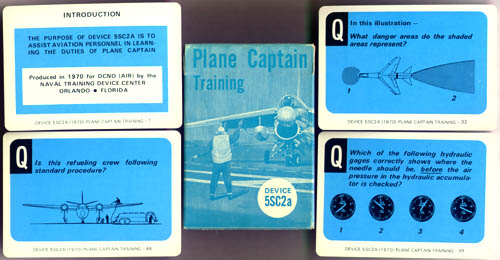 INTRODUCTION
THE PURPOSE OF DEVICE 5SC2A IS TO
ASSIST AVIATION PERSONNEL IN LEARN-
ING THE DUTIES OF PLANE CAPTAIN
Produced in 1970 for DCNO (AIR) by the
NAVAL TRAINING DEVICE CENTER
ORLANDO • FLORIDA
DEVICE 5SC2A (1970) PLANE CAPTAIN TRAINING - 1
Q
Is this refueling crew following
standard procedure?
DEVICE 5SC2A (1970) PLANE CAPTAIN TRAINING - 46
Plane Captain
Training
DEVICE
5SC2a
Q
In this illustration —
What danger areas do the shaded
areas represent?
1
2
DEVICE 5SC2A (1970) PLANE CAPTAIN TRAINING - 32
Q
Which of the following hydraulic
gages correctly shows where the
needle should be, before the air
pressure in the hydraulic accumula-
tor is checked?
1 2 3 4
DEVICE 5SC2A (1970) PLANE CAPTAIN TRAINING - 39